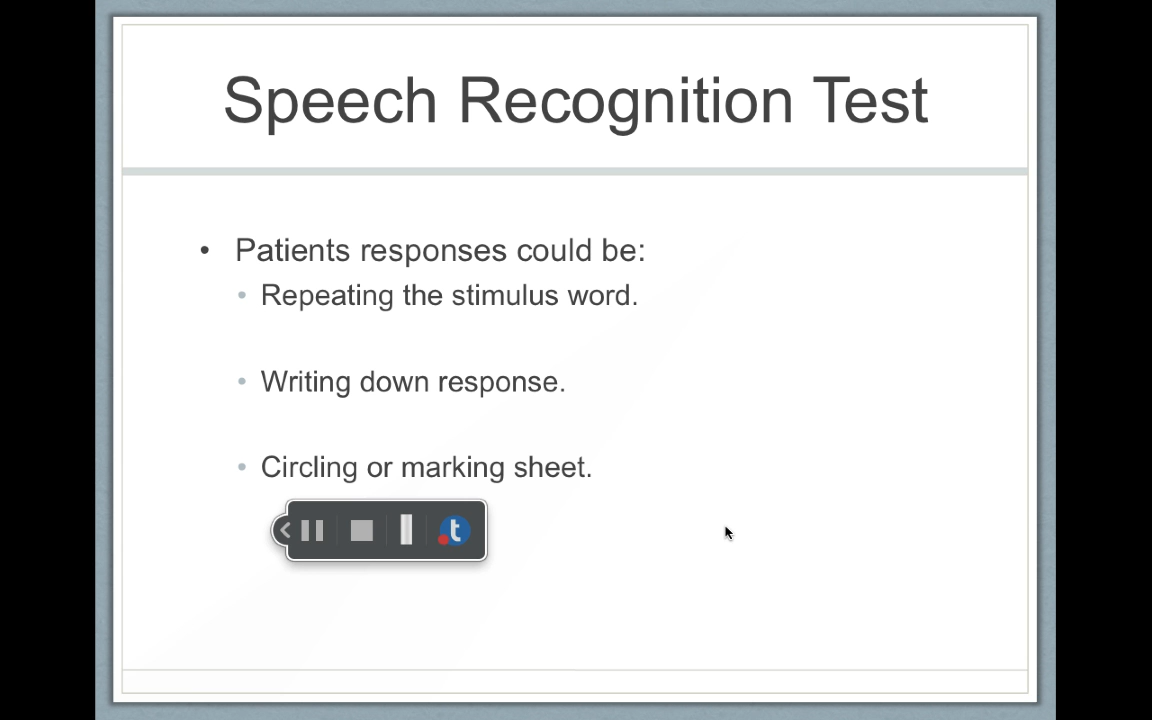 Speech Recognition Test
• Patients responses could be:
• Repeating the stimulus word.
• Writing down response.
• Circling or marking sheet.
t